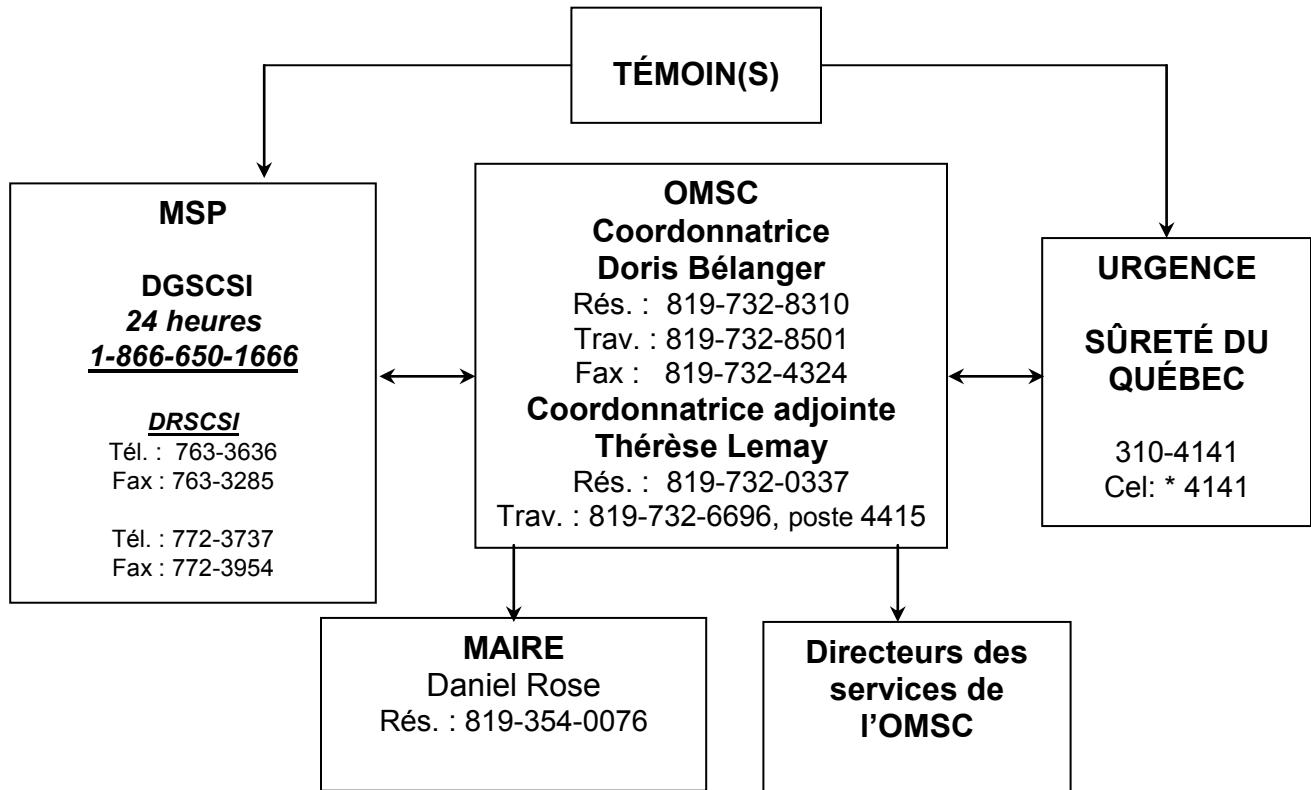 TÉMOIN(S)
MSP
DGSCSI
24 heures
1-866-650-1666
DRSCSI
Tél. : 763-3636
Fax : 763-3285
Tél. : 772-3737
Fax : 772-3954
OMSC
Coordonnatrice
Doris Bélanger
Rés. : 819-732-8310
Trav. : 819-732-8501
Fax : 819-732-4324
Coordonnatrice adjointe
Thérèse Lemay
Rés. : 819-732-0337
Trav. : 819-732-6696, poste 4415
URGENCE
SÛRETÉ DU
QUÉBEC
310-4141
Cel: * 4141
MAIRE
Daniel Rose
Rés. : 819-354-0076
Directeurs des
services de
l’OMSC